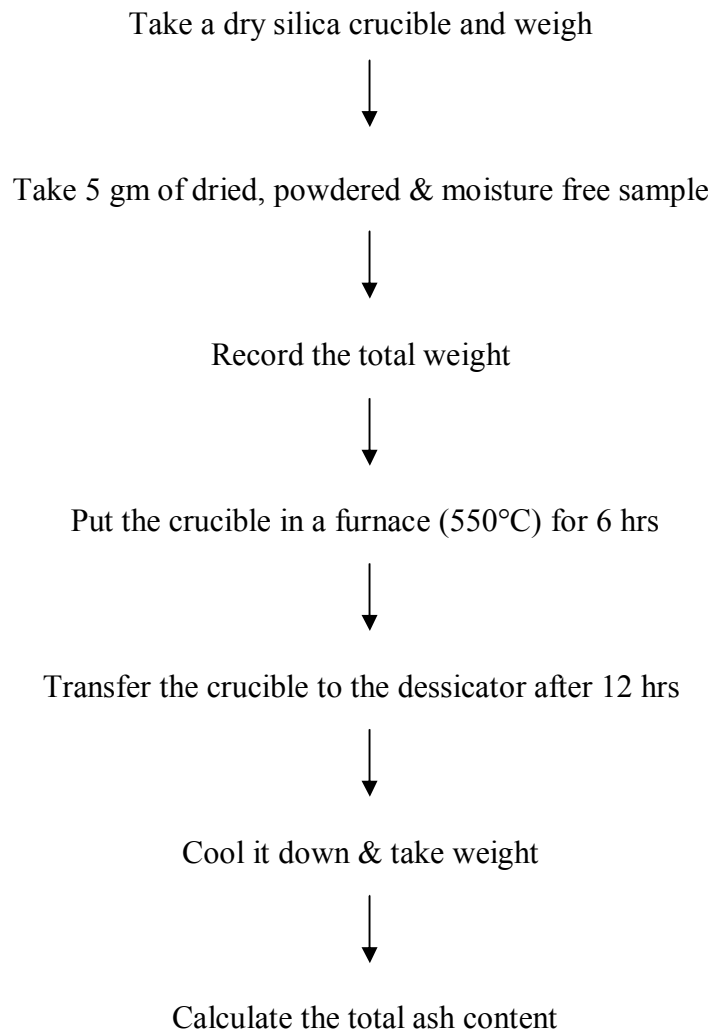 Take a dry silica crucible and weigh
Take 5 gm of dried, powdered & moisture free sample
Record the total weight
Put the crucible in a furnace (550°C) for 6 hrs
Transfer the crucible to the dessicator after 12 hrs
Cool it down & take weight
Calculate the total ash content